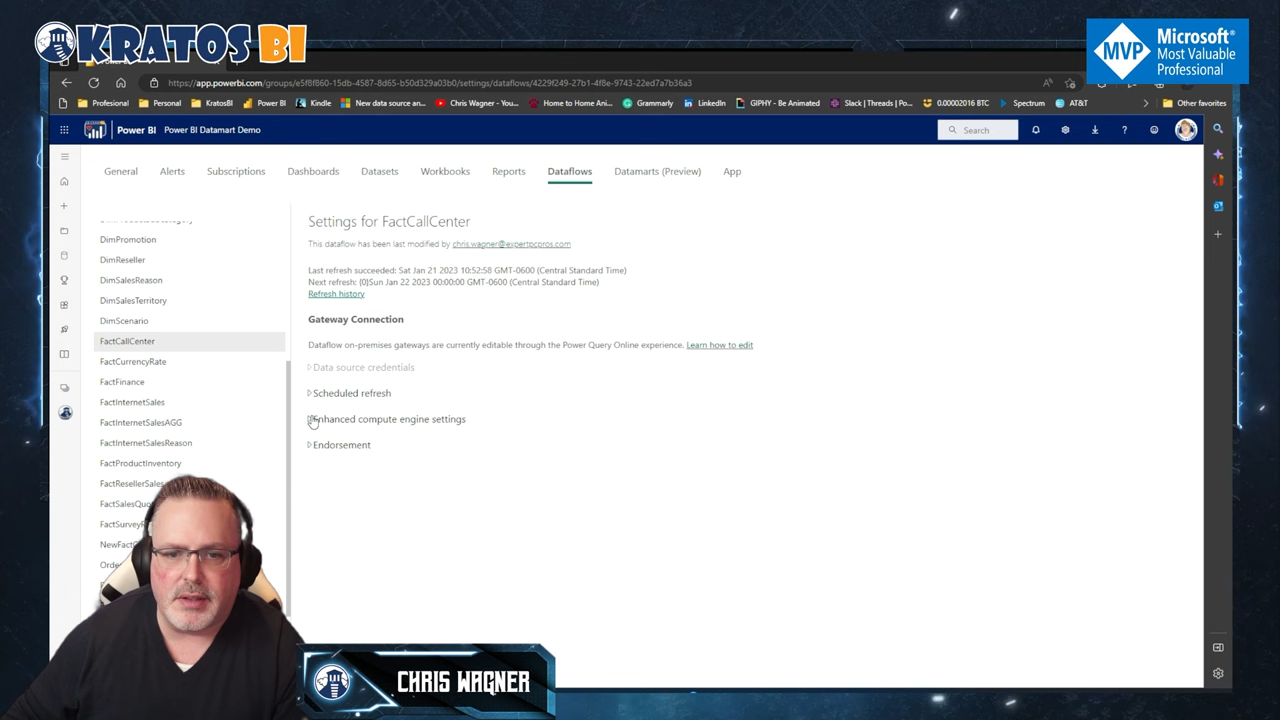 KRATOS BI
MVP
Microsoft®
Most Valuable
Professional
https://app.powerbi.com/groups/e5f8f860-15db-4587-8d65-b50d329a03b0/settings/dataflows/4229f249-27b1-4f8e-9743-22ed7a7b36a3
Profesional Personal KratosBI Power BI Kindle New data source an... Chris Wagner - You... Home to Home Ani... Grammarly LinkedIn GIPHY - Be Animated Slack | Threads | Po... 0.00002016 BTC Spectrum AT&T Other favorites
Power BI Power BI Datamart Demo Search
General Alerts Subscriptions Dashboards Datasets Workbooks Reports Dataflows Datamarts (Preview) App
DimPromotion
DimReseller
DimSalesReason
DimSalesTerritory
DimScenario
FactCallCenter
FactCurrencyRate
FactFinance
FactInternetSales
FactInternetSalesAGG
FactInternetSalesReason
FactProductInventory
FactResellerSales
FactSalesQuo
FactSurveyR
NewFactC
Orde
Settings for FactCallCenter
This dataflow has been last modified by chris.wagner@expertpcpros.com
Last refresh succeeded: Sat Jan 21 2023 10:52:58 GMT-0600 (Central Standard Time)
Next refresh: {0}Sun Jan 22 2023 00:00:00 GMT-0600 (Central Standard Time)
Refresh history
Gateway Connection
Dataflow on-premises gateways are currently editable through the Power Query Online experience. Learn how to edit
Data source credentials
Scheduled refresh
Enhanced compute engine settings
Endorsement
CHRIS WAGNER